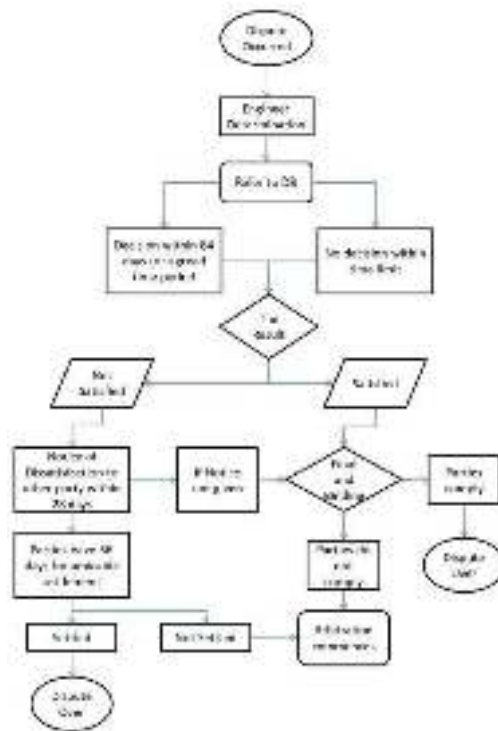 Dispute
Occurred
Engineer
Determination
Refer to DB
Decision within 84
days or agreed
time period
No decision within
time limit
The
Result
Not
Satisfied
Satisfied
Notice of
Dissatisfaction to
other party within
28 days
If Notice
Final
and
Binding
Parties
comply
Dispute
Over
Parties have 56
days for amicable
settlement
Parties do
not
comply
Settled
Not Settled
Arbitration
commences
Dispute
Over